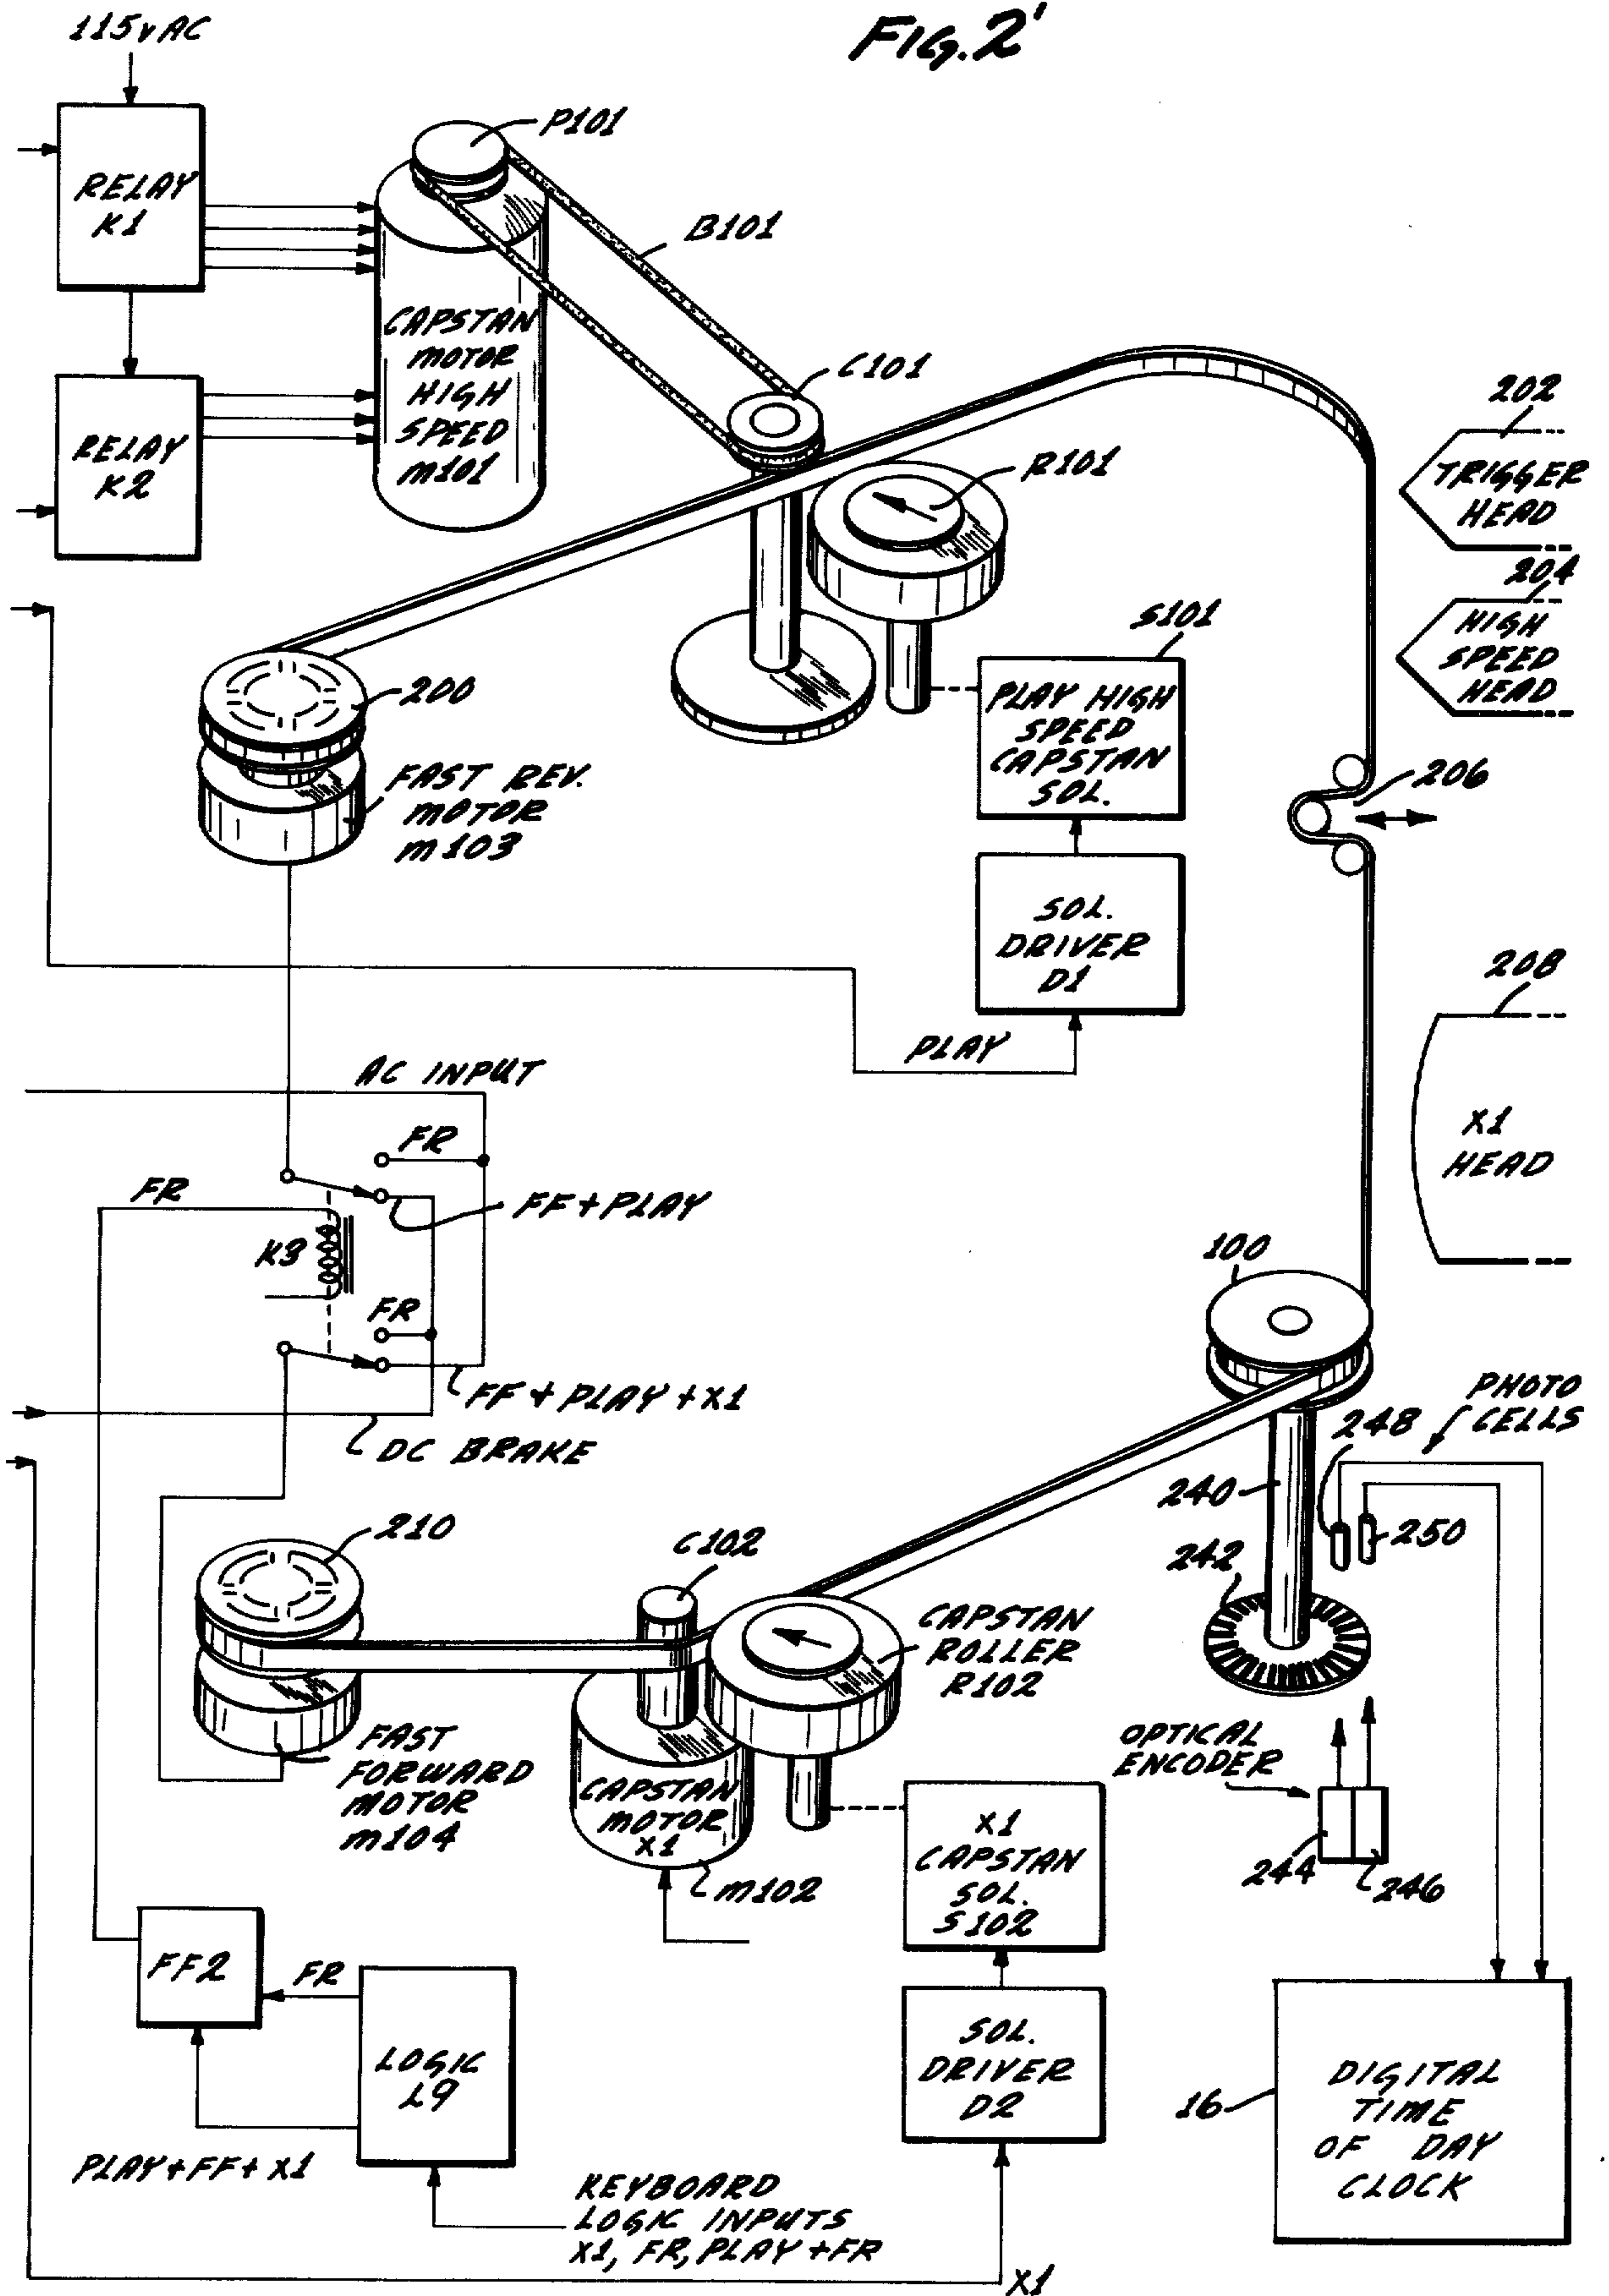 FIG. 2'
115V AC
P101
RELAY
K1
B101
CAPSTAN
MOTOR
HIGH
SPEED
M101
C101
202
TRIGGER
HEAD
RELAY
K2
R101
204
HIGH
SPEED
HEAD
S101
PLAY HIGH
SPEED
CAPSTAN
SOL.
200
FAST REV.
MOTOR
M103
206
SOL.
DRIVER
D1
208
PLAY
AC INPUT
X1
HEAD
FR
FR
FF+PLAY
K3
100
FR
FF+PLAY+X1
PHOTO
CELLS
248
DC BRAKE
240
210
250
C102
242
CAPSTAN
ROLLER
R102
OPTICAL
ENCODER
FAST
FORWARD
MOTOR
M104
CAPSTAN
MOTOR
X1
X1
CAPSTAN
SOL.
S102
244
246
M102
FF2
FR
LOGIC
L9
SOL.
DRIVER
D2
16
DIGITAL
TIME
OF DAY
CLOCK
PLAY+FF+X1
KEYBOARD
LOGIC INPUTS
X1, FR, PLAY+FR
X1